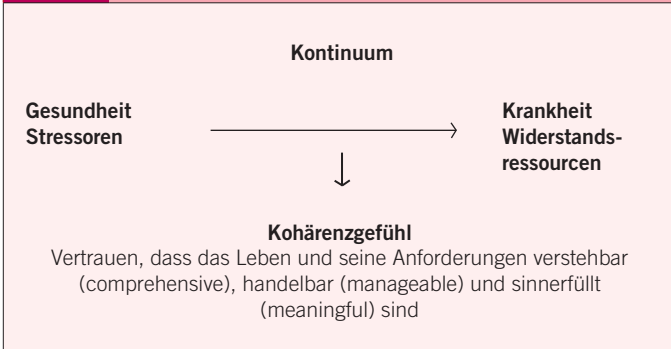 Kontinuum
Gesundheit
Stressoren
Krankheit
Widerstands-
ressourcen
Kohärenzgefühl
Vertrauen, dass das Leben und seine Anforderungen verstehbar
(comprehensive), handelbar (manageable) und sinnerfüllt
(meaningful) sind